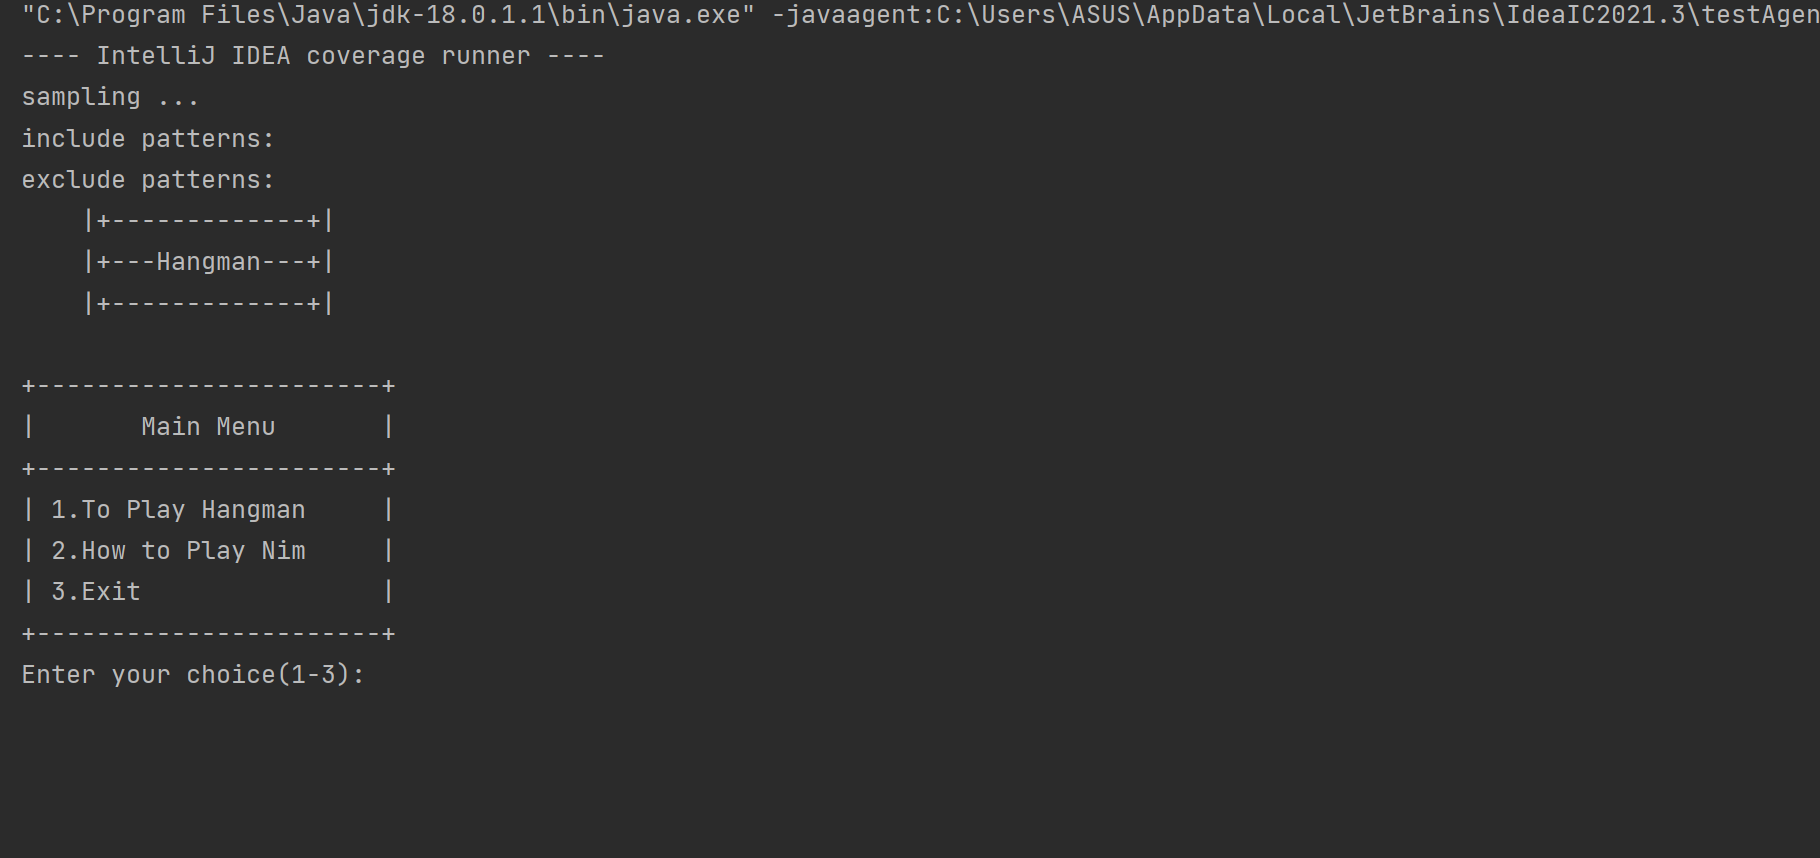 "C:\Program Files\Java\jdk-18.0.1.1\bin\java.exe" -javaagent:C:\Users\ASUS\AppData\Local\JetBrains\IdeaIC2021.3\testAgen
---- IntelliJ IDEA coverage runner ----
sampling ...
include patterns:
exclude patterns:
    |+-------------+|
    |+---Hangman---+|
    |+-------------+|

+-----------------------+
|       Main Menu       |
+-----------------------+
| 1.To Play Hangman     |
| 2.How to Play Nim     |
| 3.Exit                |
+-----------------------+
Enter your choice(1-3):